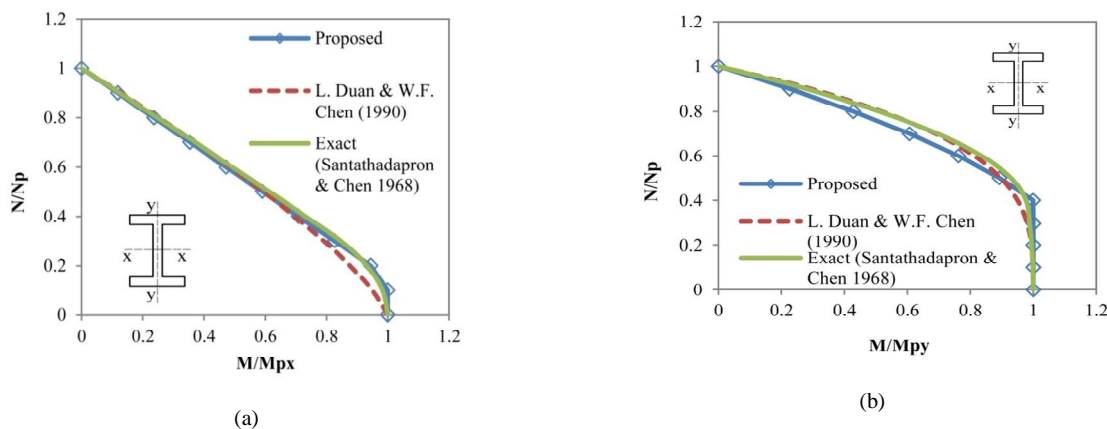 Proposed
L. Duan & W.F.
Chen (1990)
Exact
(Santathadapron
& Chen 1968)
1.2
1
0.8
0.6
0.4
0.2
0
N/Np
y
x x
y
0 0.2 0.4 0.6 0.8 1 1.2
M/Mpx
(a)
1.2
1
0.8
0.6
0.4
0.2
0
N/Np
y
x x
y
Proposed
L. Duan & W.F. Chen
(1990)
Exact (Santathadapron &
Chen 1968)
0 0.2 0.4 0.6 0.8 1 1.2
M/Mpy
(b)